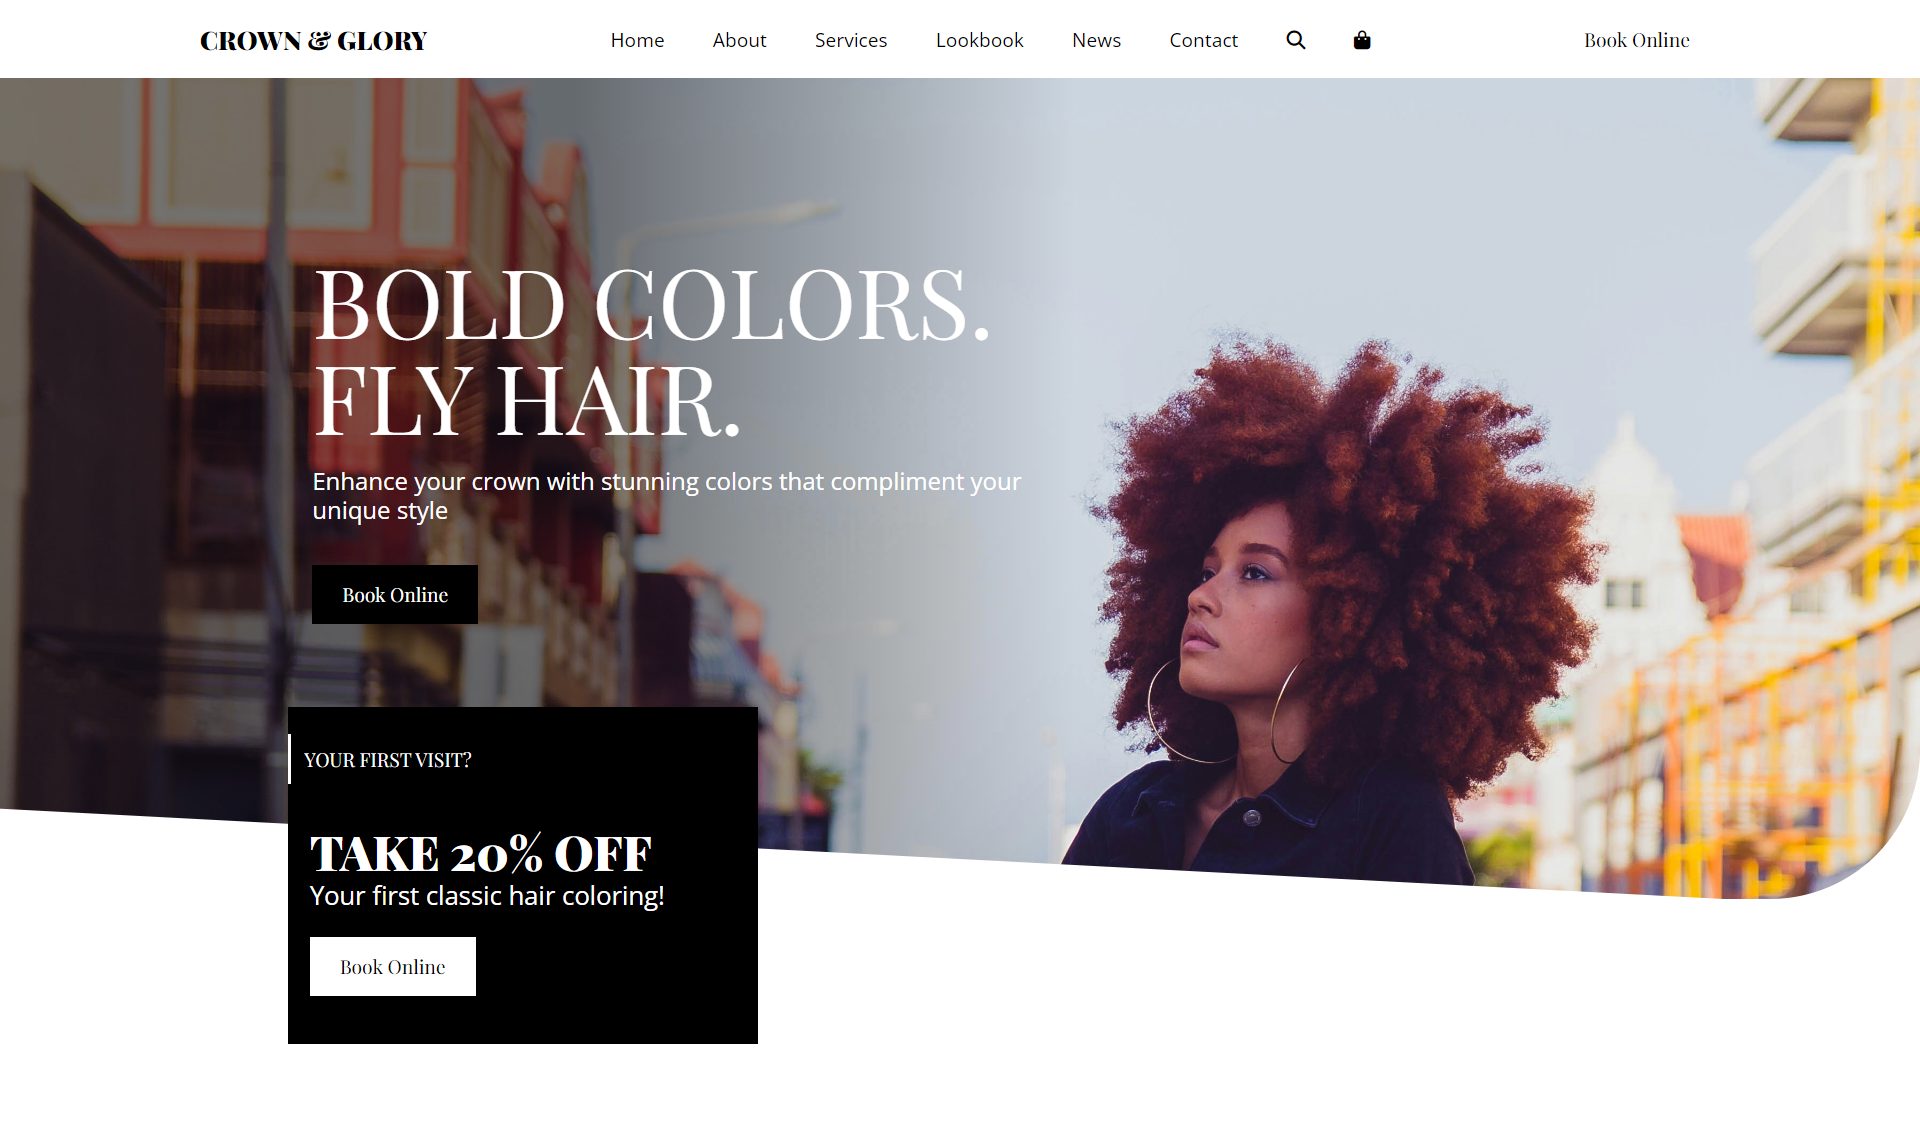 CROWN & GLORY
Home About Services Lookbook News Contact
Book Online
BOLD COLORS.
FLY HAIR.
Enhance your crown with stunning colors that compliment your
unique style
Book Online
YOUR FIRST VISIT?
TAKE 20% OFF
Your first classic hair coloring!
Book Online